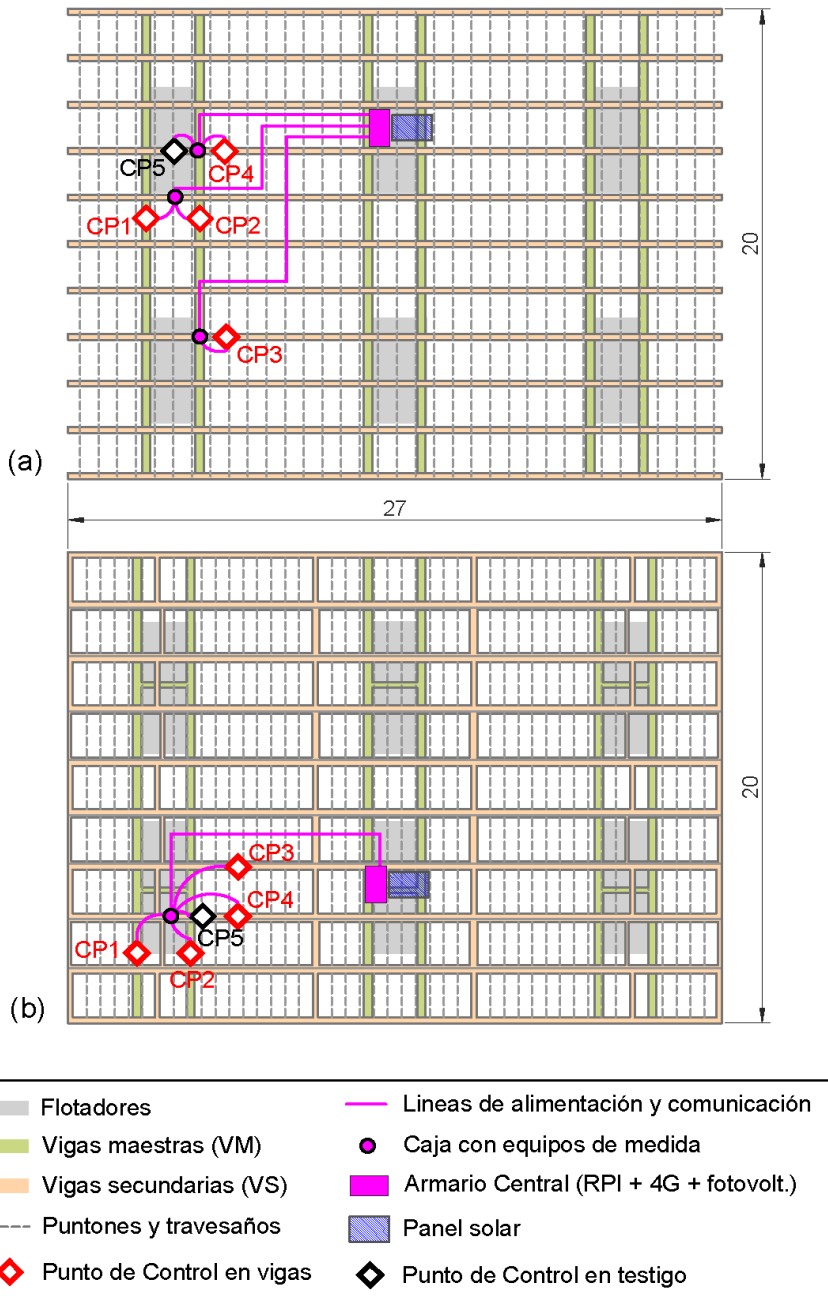 CP5
CP4
CP1
CP2
20
CP3
(a)
27
20
CP3
CP4
CP5
CP1
CP2
(b)
Flotadores
Lineas de alimentación y comunicación
Vigas maestras (VM)
Caja con equipos de medida
Vigas secundarias (VS)
Armario Central (RPI + 4G + fotovolt.)
Puntones y travesaños
Panel solar
Punto de Control en vigas
Punto de Control en testigo